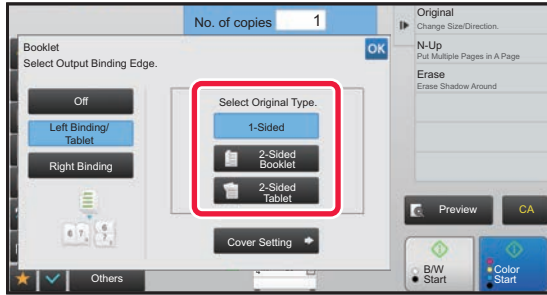 No. of copies 1
Booklet
Select Output Binding Edge.
OK
Off
Left Binding/
Tablet
Right Binding
Select Original Type.
1-Sided
2-Sided
Booklet
2-Sided
Tablet
Cover Setting
Others
Original
Change Size/Direction.
N-Up
Put Multiple Pages in A Page
Erase
Erase Shadow Around
Preview
CA
B/W
Start
Color
Start